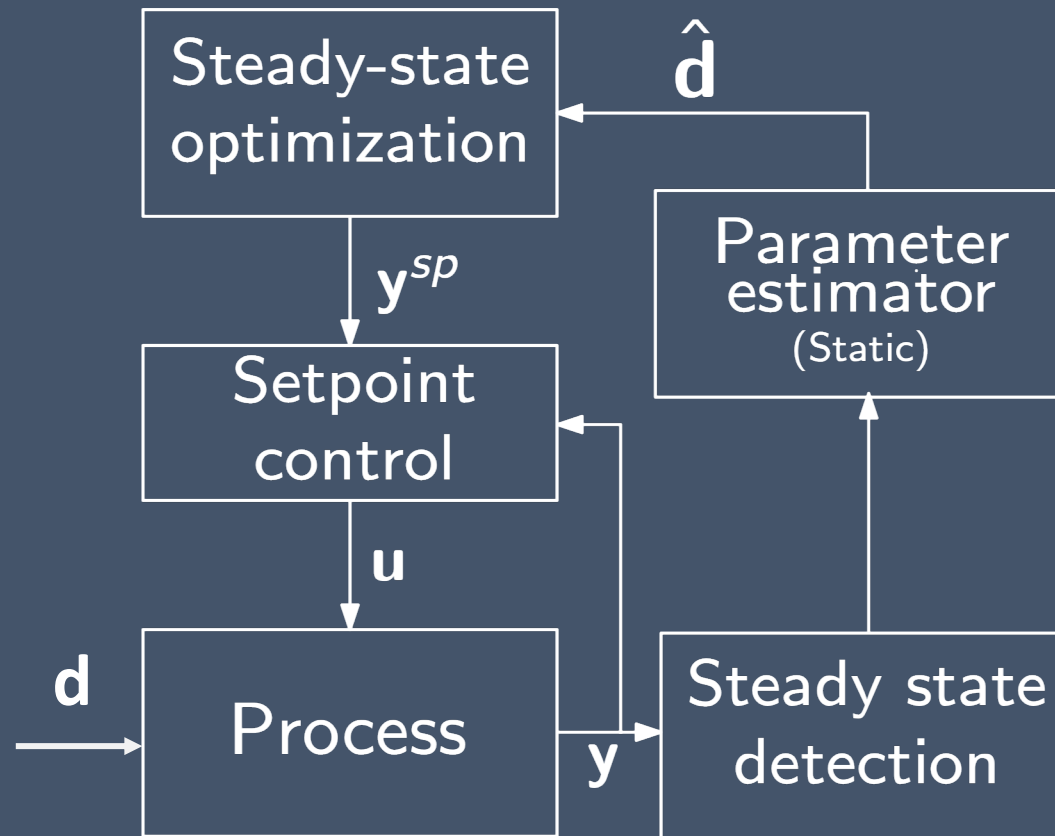 Steady-state
optimization
d̂
Parameter
estimator
(Static)
y^sp
Setpoint
control
u
d
Process
y
Steady state
detection